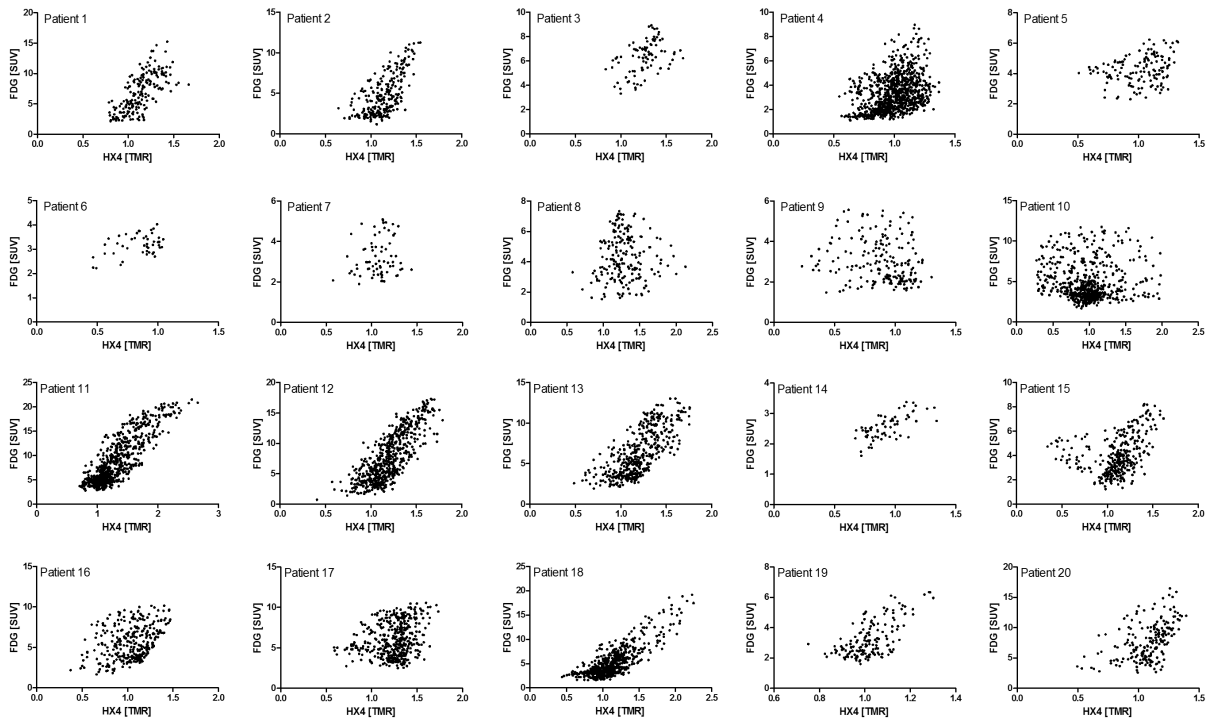 Patient 1
FDG [SUV]
20
15
10
5
0
0.0 0.5 1.0 1.5 2.0
HX4 [TMR]
Patient 2
FDG [SUV]
15
10
5
0
0.0 0.5 1.0 1.5 2.0
HX4 [TMR]
Patient 3
FDG [SUV]
10
8
6
4
2
0
0.0 0.5 1.0 1.5 2.0
HX4 [TMR]
Patient 4
FDG [SUV]
10
8
6
4
2
0
0.0 0.5 1.0 1.5
HX4 [TMR]
Patient 5
FDG [SUV]
8
6
4
2
0
0.0 0.5 1.0 1.5
HX4 [TMR]
Patient 6
FDG [SUV]
5
4
3
2
1
0
0.0 0.5 1.0 1.5
HX4 [TMR]
Patient 7
FDG [SUV]
6
4
2
0
0.0 0.5 1.0 1.5 2.0
HX4 [TMR]
Patient 8
FDG [SUV]
8
6
4
2
0
0.0 0.5 1.0 1.5 2.0 2.5
HX4 [TMR]
Patient 9
FDG [SUV]
6
4
2
0
0.0 0.5 1.0 1.5
HX4 [TMR]
Patient 10
FDG [SUV]
15
10
5
0
0.0 0.5 1.0 1.5 2.0 2.5
HX4 [TMR]
Patient 11
FDG [SUV]
25
20
15
10
5
0
0 1 2 3
HX4 [TMR]
Patient 12
FDG [SUV]
20
15
10
5
0
0.0 0.5 1.0 1.5 2.0
HX4 [TMR]
Patient 13
FDG [SUV]
15
10
5
0
0.0 0.5 1.0 1.5 2.0
HX4 [TMR]
Patient 14
FDG [SUV]
4
3
2
1
0
0.0 0.5 1.0 1.5
HX4 [TMR]
Patient 15
FDG [SUV]
10
8
6
4
2
0
0.0 0.5 1.0 1.5 2.0
HX4 [TMR]
Patient 16
FDG [SUV]
15
10
5
0
0.0 0.5 1.0 1.5 2.0
HX4 [TMR]
Patient 17
FDG [SUV]
15
10
5
0
0.0 0.5 1.0 1.5 2.0
HX4 [TMR]
Patient 18
FDG [SUV]
25
20
15
10
5
0
0.0 0.5 1.0 1.5 2.0 2.5
HX4 [TMR]
Patient 19
FDG [SUV]
8
6
4
2
0
0.6 0.8 1.0 1.2 1.4
HX4 [TMR]
Patient 20
FDG [SUV]
20
15
10
5
0
0.0 0.5 1.0 1.5
HX4 [TMR]